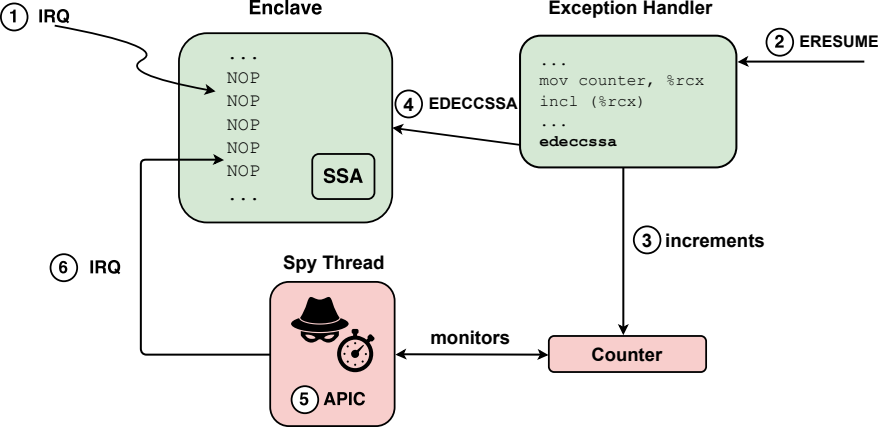 Enclave
Exception Handler
1 IRQ
2 ERESUME
...
NOP
NOP
NOP
NOP
NOP
...
SSA
4 EDECCSSA
...
mov counter, %rcx
incl (%rcx)
...
edeccssa
3 increments
6 IRQ
Spy Thread
5 APIC
monitors
Counter